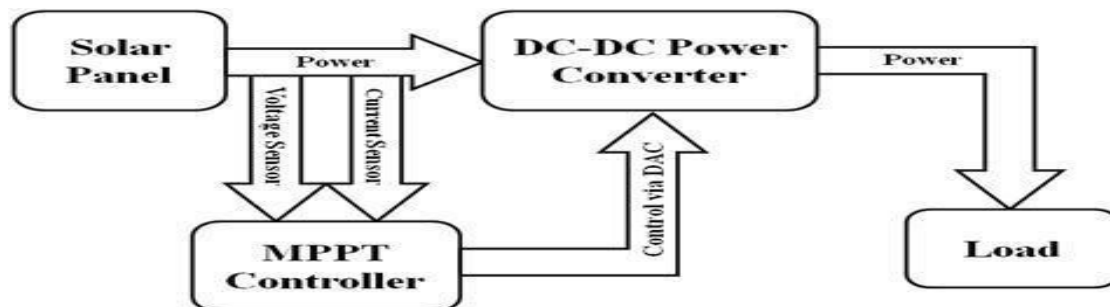 Solar
Panel
Power
DC-DC Power
Converter
Power
Voltage Sensor
Current Sensor
Control via DAC
MPPT
Controller
Load